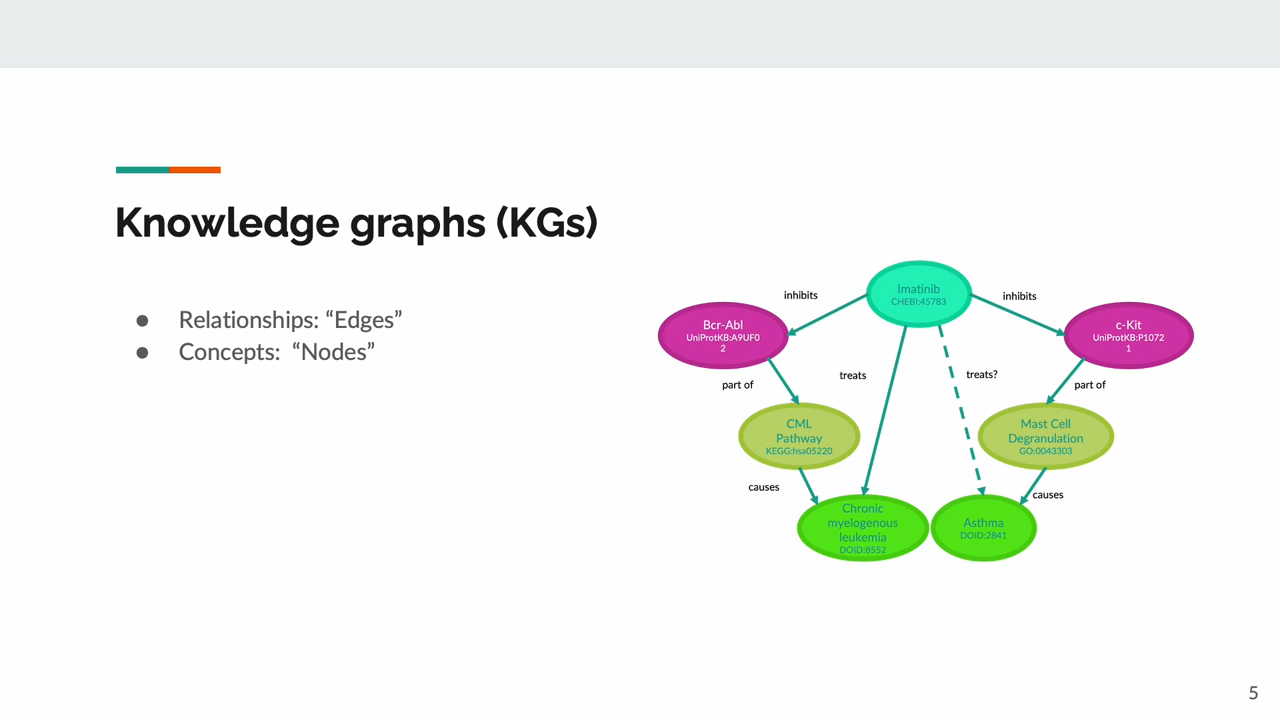 Knowledge graphs (KGs)
● Relationships: “Edges”
● Concepts: “Nodes”
Imatinib
CHEBI:45783
inhibits
inhibits
Bcr-Abl
UniProtKB:A9UF0
2
c-Kit
UniProtKB:P1072
1
part of
treats
treats?
part of
CML
Pathway
KEGG:hsa05220
Mast Cell
Degranulation
GO:0043303
causes
causes
Chronic
myelogenous
leukemia
DOID:8552
Asthma
DOID:2841
5